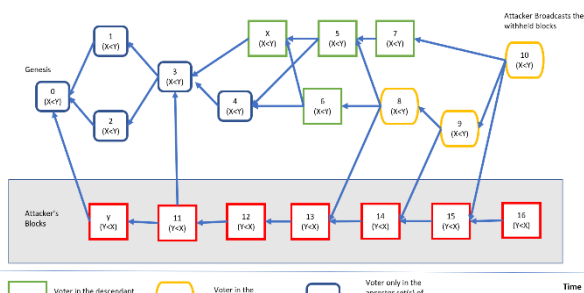 Attacker Broadcasts the
withheld blocks
Genesis
1
(X<Y)
X
(X<Y)
5
(X<Y)
7
(X<Y)
10
(X<Y)
0
(X<Y)
3
(X<Y)
4
(X<Y)
6
(X<Y)
8
(X<Y)
9
(X<Y)
2
(X<Y)
Attacker's
Blocks
y
(Y<X)
11
(Y<X)
12
(Y<X)
13
(Y<X)
14
(Y<X)
15
(Y<X)
16
(Y<X)
Voter in the descendant
Voter in the
Voter only in the
ancestor set(s) of
Time